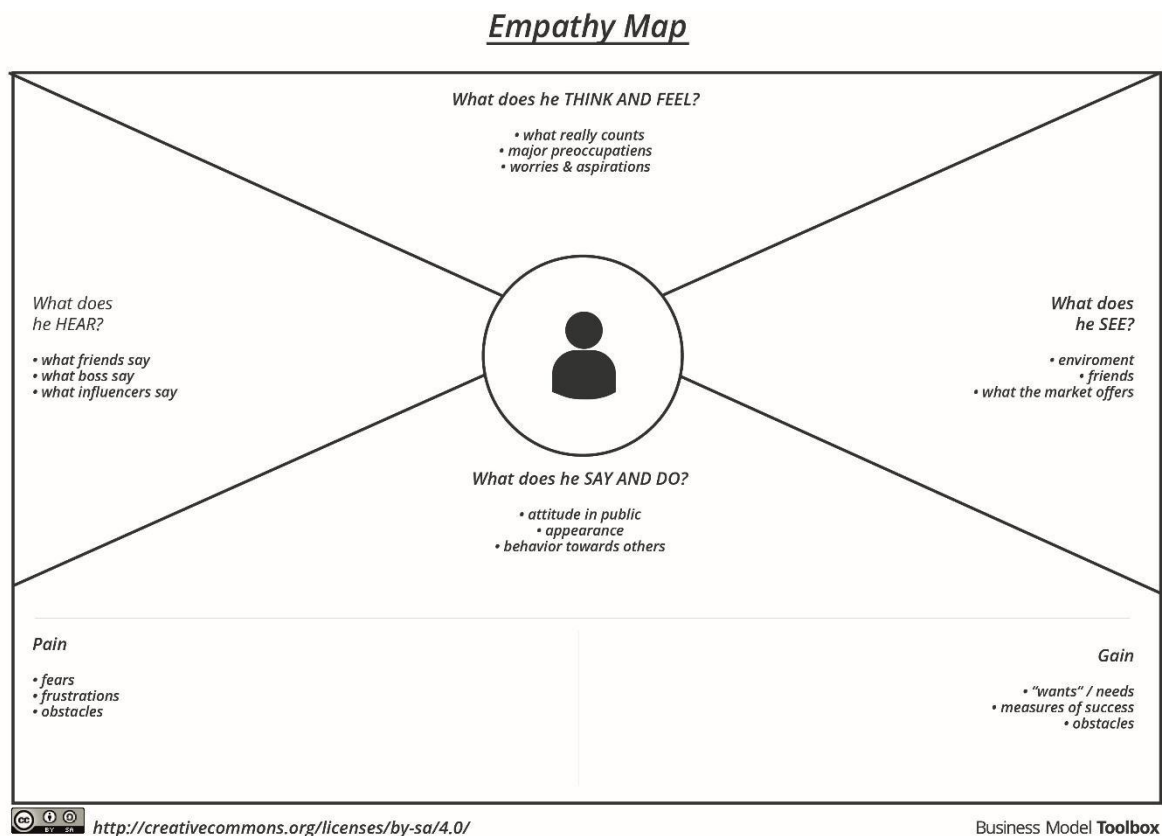 Empathy Map
What does he THINK AND FEEL?
• what really counts
• major preoccupatiens
• worries & aspirations
What does
he HEAR?
• what friends say
• what boss say
• what influencers say
What does
he SEE?
• enviroment
• friends
• what the market offers
What does he SAY AND DO?
• attitude in public
• appearance
• behavior towards others
Pain
• fears
• frustrations
• obstacles
Gain
• “wants” / needs
• measures of success
• obstacles
cc BY SA
http://creativecommons.org/licenses/by-sa/4.0/
Business Model Toolbox